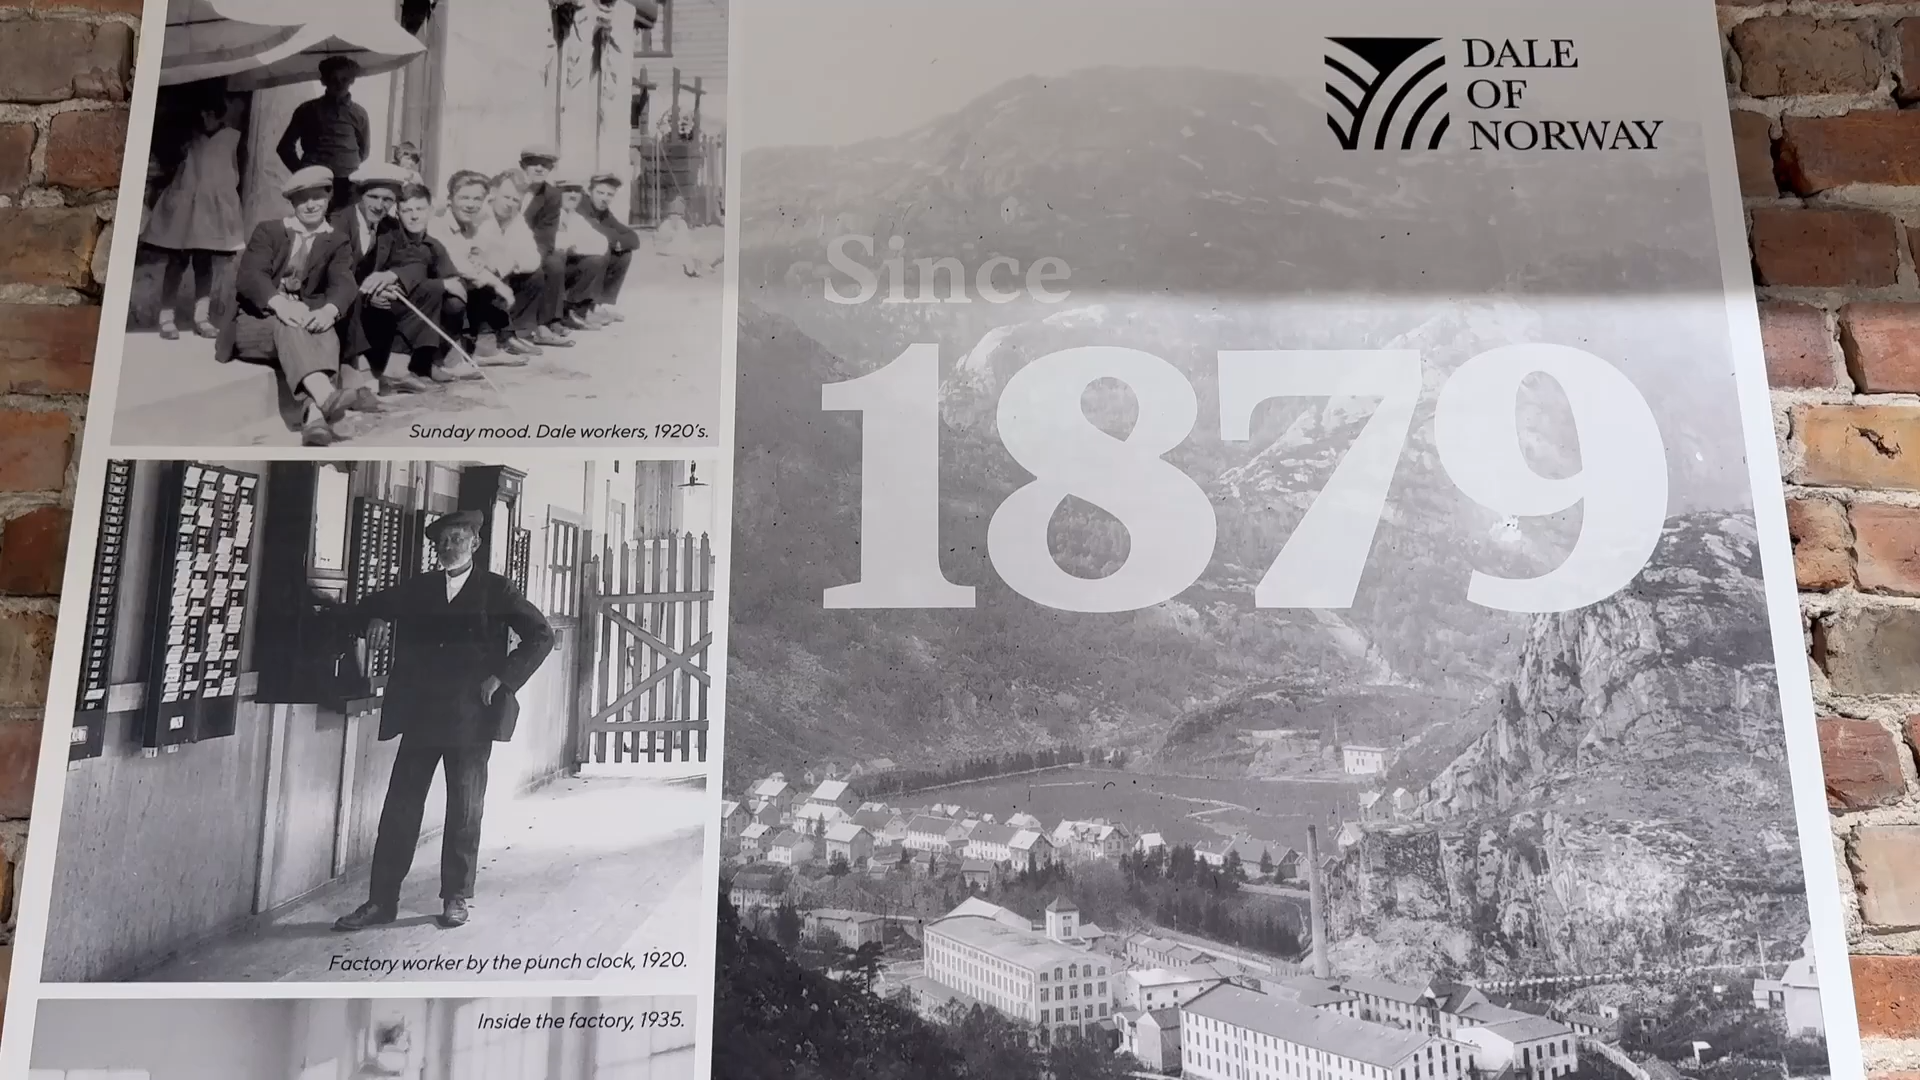 Sunday mood. Dale workers, 1920's.
Factory worker by the punch clock, 1920.
Inside the factory, 1935.
DALE
OF
NORWAY
Since
1879